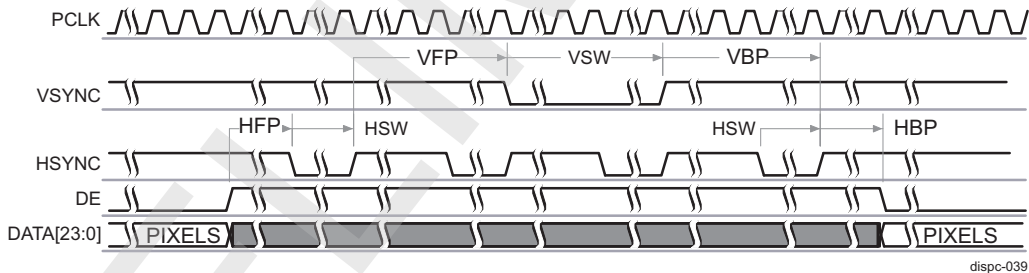 PCLK
VFP VSW VBP
VSYNC
HFP HSW HSW HBP
HSYNC
DE
DATA[23:0] PIXELS PIXELS
dispc-039